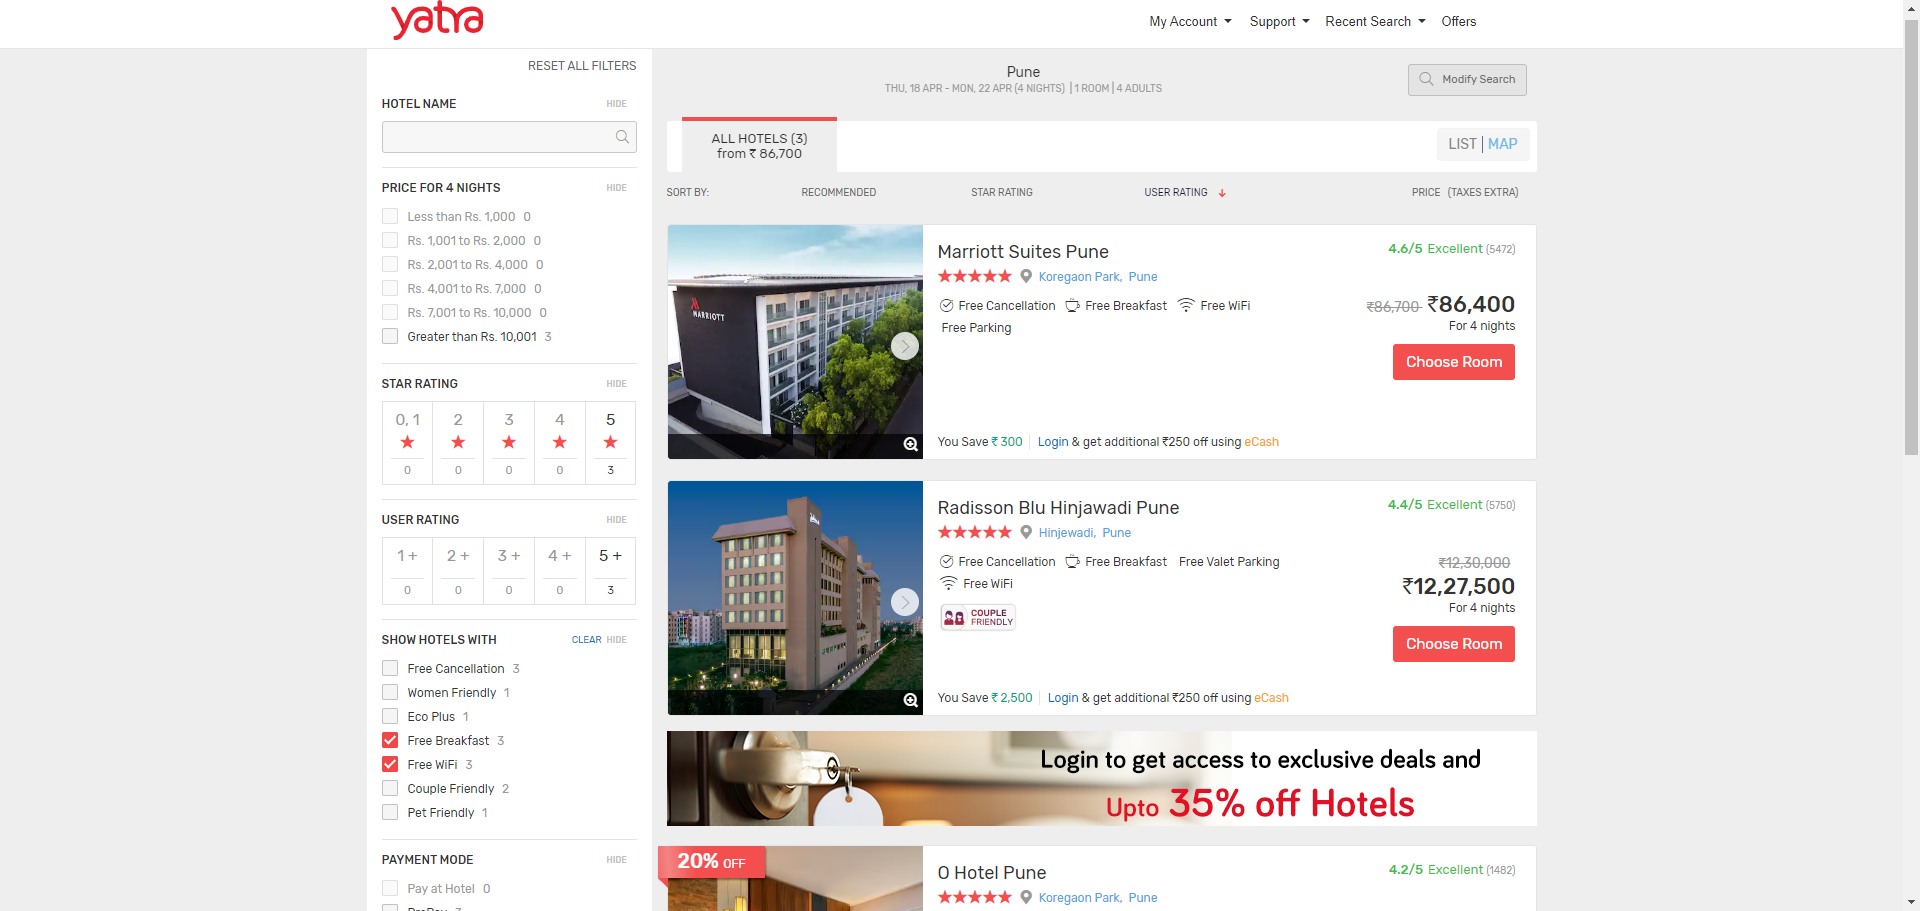 yatra
My Account
Support
Recent Search
Offers
RESET ALL FILTERS
HOTEL NAME
HIDE
PRICE FOR 4 NIGHTS
HIDE
Less than Rs. 1,000 0
Rs. 1,001 to Rs. 2,000 0
Rs. 2,001 to Rs. 4,000 0
Rs. 4,001 to Rs. 7,000 0
Rs. 7,001 to Rs. 10,000 0
Greater than Rs. 10,001 3
STAR RATING
HIDE
0, 1 2 3 4 5
0 0 0 0 3
USER RATING
HIDE
1 + 2 + 3 + 4 + 5 +
0 0 0 0 3
SHOW HOTELS WITH
CLEAR HIDE
Free Cancellation 3
Women Friendly 1
Eco Plus 1
Free Breakfast 3
Free WiFi 3
Couple Friendly 2
Pet Friendly 1
PAYMENT MODE
HIDE
Pay at Hotel 0
Pune
THU, 18 APR - MON, 22 APR (4 NIGHTS) | 1 ROOM | 4 ADULTS
Modify Search
ALL HOTELS (3)
from ₹ 86,700
LIST | MAP
SORT BY:
RECOMMENDED
STAR RATING
USER RATING
PRICE (TAXES EXTRA)
MARRIOTT
Marriott Suites Pune
4.6/5 Excellent (5472)
Koregaon Park, Pune
Free Cancellation Free Breakfast Free WiFi
Free Parking
₹86,700 ₹86,400
For 4 nights
Choose Room
You Save ₹ 300 | Login & get additional ₹250 off using eCash
Radisson Blu Hinjawadi Pune
4.4/5 Excellent (5750)
Hinjewadi, Pune
Free Cancellation Free Breakfast Free Valet Parking
Free WiFi
COUPLE
FRIENDLY
₹12,30,000
₹12,27,500
For 4 nights
Choose Room
You Save ₹ 2,500 | Login & get additional ₹250 off using eCash
Login to get access to exclusive deals and
Upto 35% off Hotels
20% OFF
O Hotel Pune
4.2/5 Excellent (1482)
Koregaon Park, Pune